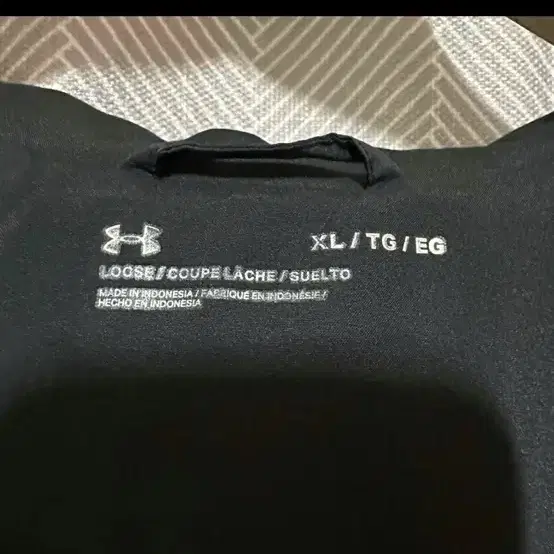 XL / TG / EG
LOOSE / COUPE LÂCHE / SUELTO
MADE IN INDONESIA / FABRIQUÉ EN INDONÉSIE /
HECHO EN INDONESIA